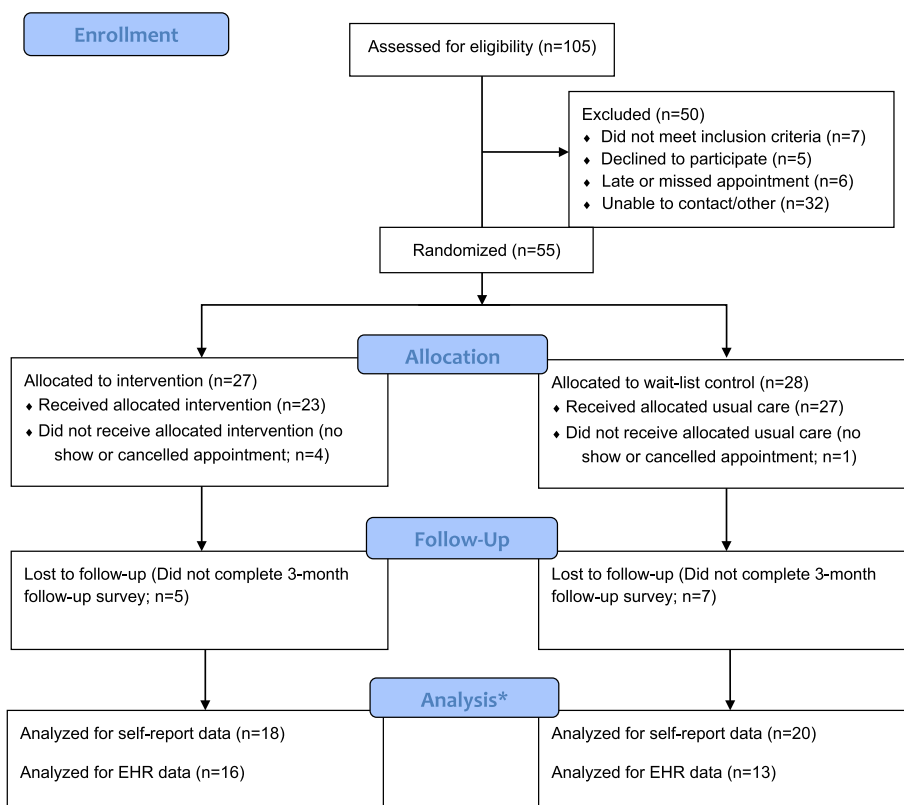 Enrollment
Assessed for eligibility (n=105)
Excluded (n=50)
♦ Did not meet inclusion criteria (n=7)
♦ Declined to participate (n=5)
♦ Late or missed appointment (n=6)
♦ Unable to contact/other (n=32)
Randomized (n=55)
Allocation
Allocated to intervention (n=27)
♦ Received allocated intervention (n=23)
♦ Did not receive allocated intervention (no
show or cancelled appointment; n=4)
Allocated to wait-list control (n=28)
♦ Received allocated usual care (n=27)
♦ Did not receive allocated usual care (no
show or cancelled appointment; n=1)
Follow-Up
Lost to follow-up (Did not complete 3-month
follow-up survey; n=5)
Lost to follow-up (Did not complete 3-month
follow-up survey; n=7)
Analysis*
Analyzed for self-report data (n=18)
Analyzed for EHR data (n=16)
Analyzed for self-report data (n=20)
Analyzed for EHR data (n=13)